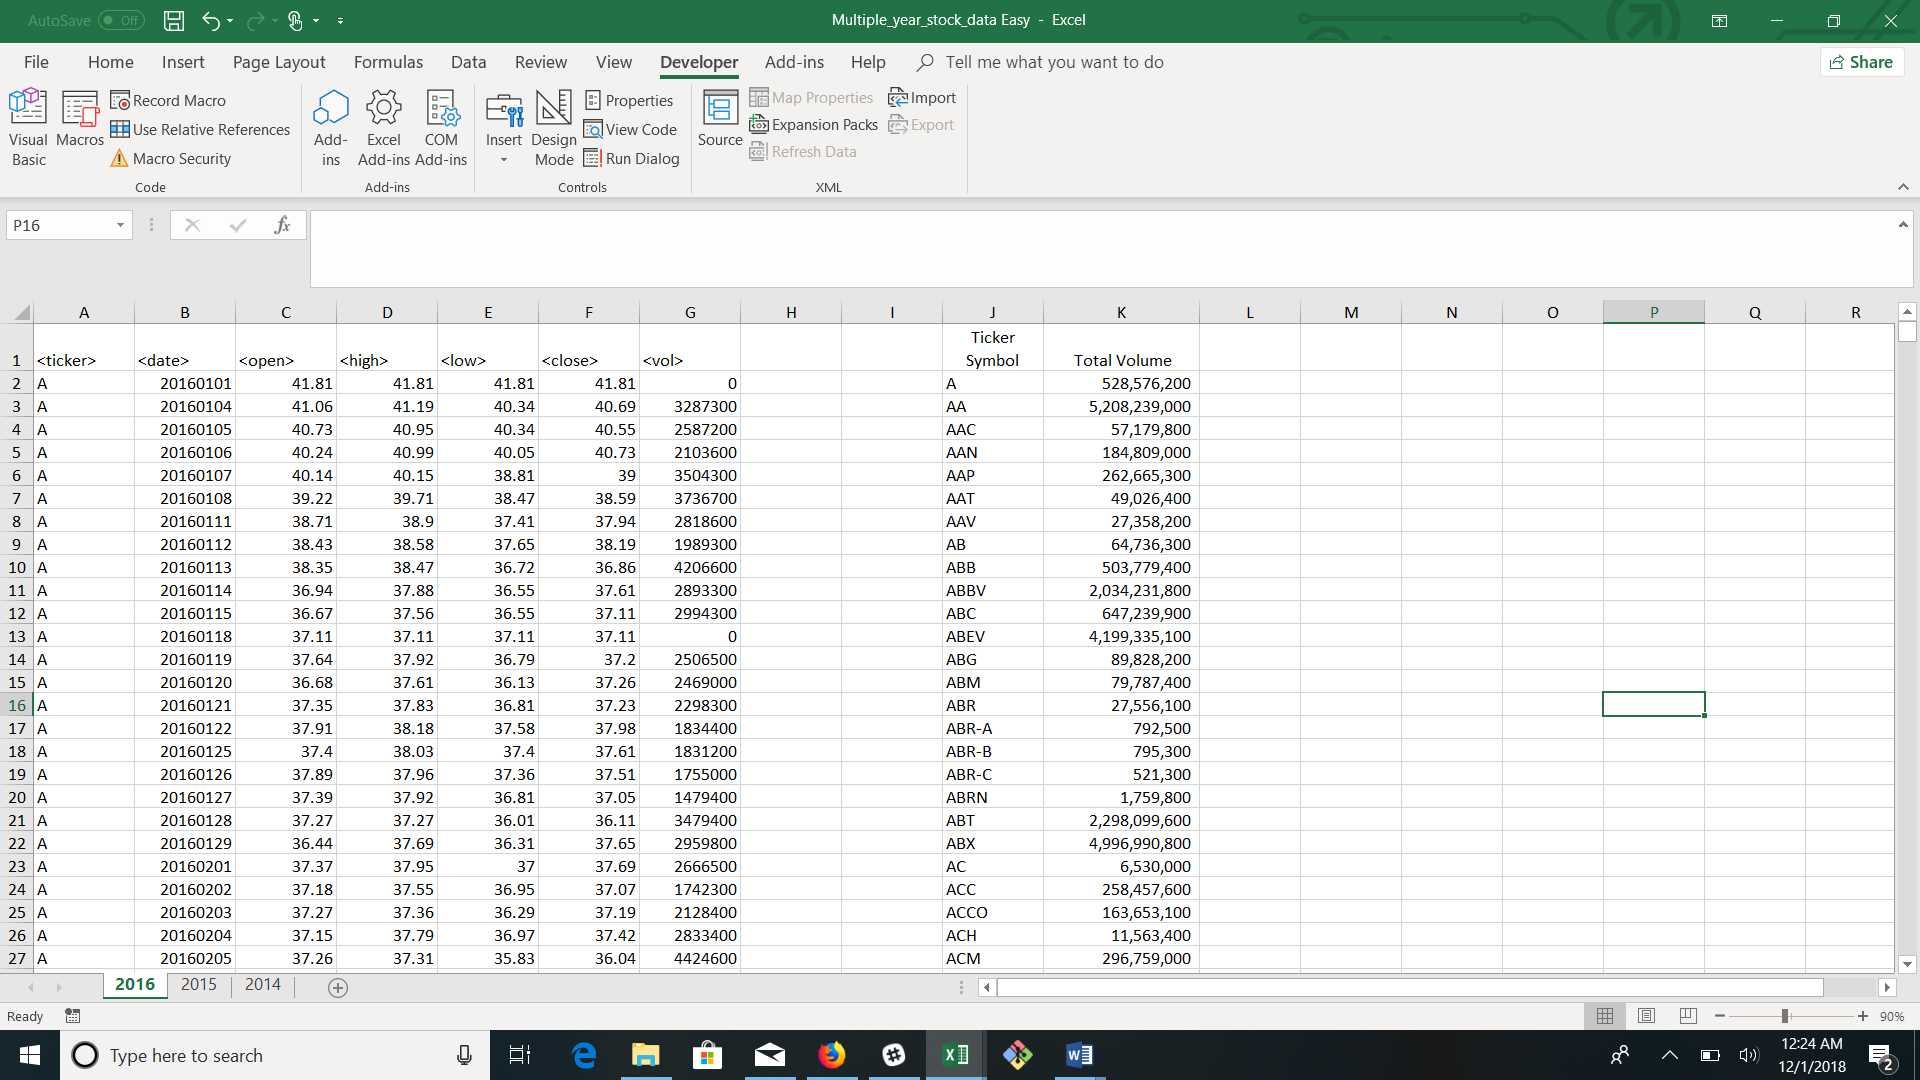 AutoSave Off
Multiple_year_stock_data Easy - Excel
File Home Insert Page Layout Formulas Data Review View Developer Add-ins Help Tell me what you want to do Share
Visual Basic
Macros
Record Macro
Use Relative References
Macro Security
Code
Add-ins
Excel Add-ins
COM Add-ins
Add-ins
Insert
Design Mode
Properties
View Code
Run Dialog
Controls
Source
Map Properties
Expansion Packs
Refresh Data
Import
Export
XML
P16 fx
A B C D E F G H I J K L M N O P Q R
1 <ticker> <date> <open> <high> <low> <close> <vol> Ticker Symbol Total Volume
2 A 20160101 41.81 41.81 41.81 41.81 0 A 528,576,200
3 A 20160104 41.06 41.19 40.34 40.69 3287300 AA 5,208,239,000
4 A 20160105 40.73 40.95 40.34 40.55 2587200 AAC 57,179,800
5 A 20160106 40.24 40.99 40.05 40.73 2103600 AAN 184,809,000
6 A 20160107 40.14 40.15 38.81 39 3504300 AAP 262,665,300
7 A 20160108 39.22 39.71 38.47 38.59 3736700 AAT 49,026,400
8 A 20160111 38.71 38.9 37.41 37.94 2818600 AAV 27,358,200
9 A 20160112 38.43 38.58 37.65 38.19 1989300 AB 64,736,300
10 A 20160113 38.35 38.47 36.72 36.86 4206600 ABB 503,779,400
11 A 20160114 36.94 37.88 36.55 37.61 2893300 ABBV 2,034,231,800
12 A 20160115 36.67 37.56 36.55 37.11 2994300 ABC 647,239,900
13 A 20160118 37.11 37.11 37.11 37.11 0 ABEV 4,199,335,100
14 A 20160119 37.64 37.92 36.79 37.2 2506500 ABG 89,828,200
15 A 20160120 36.68 37.61 36.13 37.26 2469000 ABM 79,787,400
16 A 20160121 37.35 37.83 36.81 37.23 2298300 ABR 27,556,100
17 A 20160122 37.91 38.18 37.58 37.98 1834400 ABR-A 792,500
18 A 20160125 37.4 38.03 37.4 37.61 1831200 ABR-B 795,300
19 A 20160126 37.89 37.96 37.36 37.51 1755000 ABR-C 521,300
20 A 20160127 37.39 37.92 36.81 37.05 1479400 ABRN 1,759,800
21 A 20160128 37.27 37.27 36.01 36.11 3479400 ABT 2,298,099,600
22 A 20160129 36.44 37.69 36.31 37.65 2959800 ABX 4,996,990,800
23 A 20160201 37.37 37.95 37 37.69 2666500 AC 6,530,000
24 A 20160202 37.18 37.55 36.95 37.07 1742300 ACC 258,457,600
25 A 20160203 37.27 37.36 36.29 37.19 2128400 ACCO 163,653,100
26 A 20160204 37.15 37.79 36.97 37.42 2833400 ACH 11,563,400
27 A 20160205 37.26 37.31 35.83 36.04 4424600 ACM 296,759,000
2016 2015 2014
Ready 90%
Type here to search
12:24 AM
12/1/2018
2